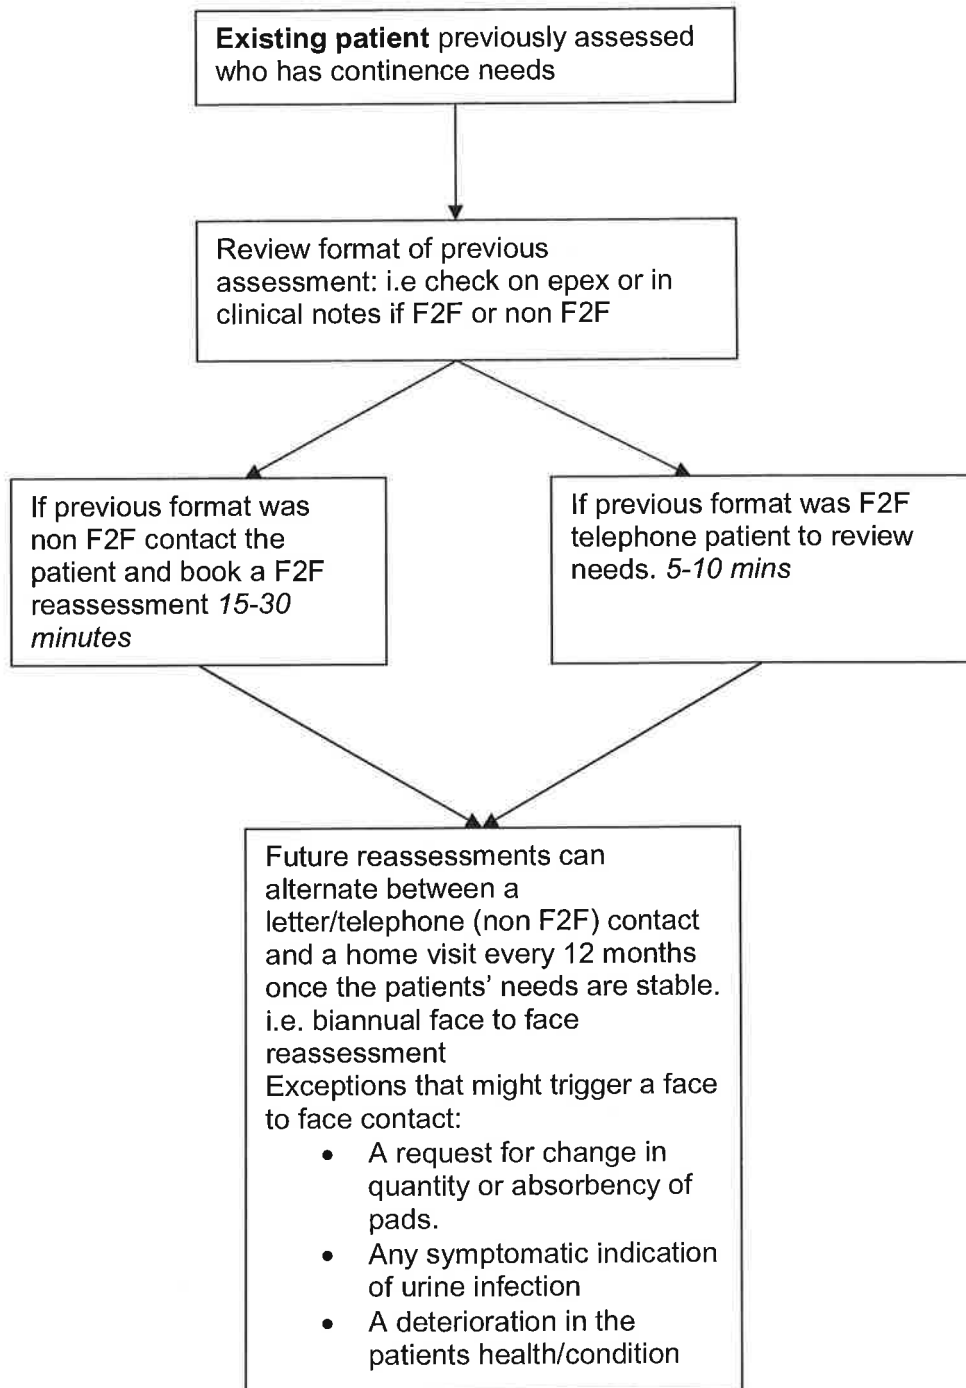 Existing patient previously assessed
who has continence needs
Review format of previous
assessment: i.e check on epex or in
clinical notes if F2F or non F2F
If previous format was
non F2F contact the
patient and book a F2F
reassessment 15-30
minutes
If previous format was F2F
telephone patient to review
needs. 5-10 mins
Future reassessments can
alternate between a
letter/telephone (non F2F) contact
and a home visit every 12 months
once the patients’ needs are stable.
i.e. biannual face to face
reassessment
Exceptions that might trigger a face
to face contact:
• A request for change in
quantity or absorbency of
pads.
• Any symptomatic indication
of urine infection
• A deterioration in the
patients health/condition